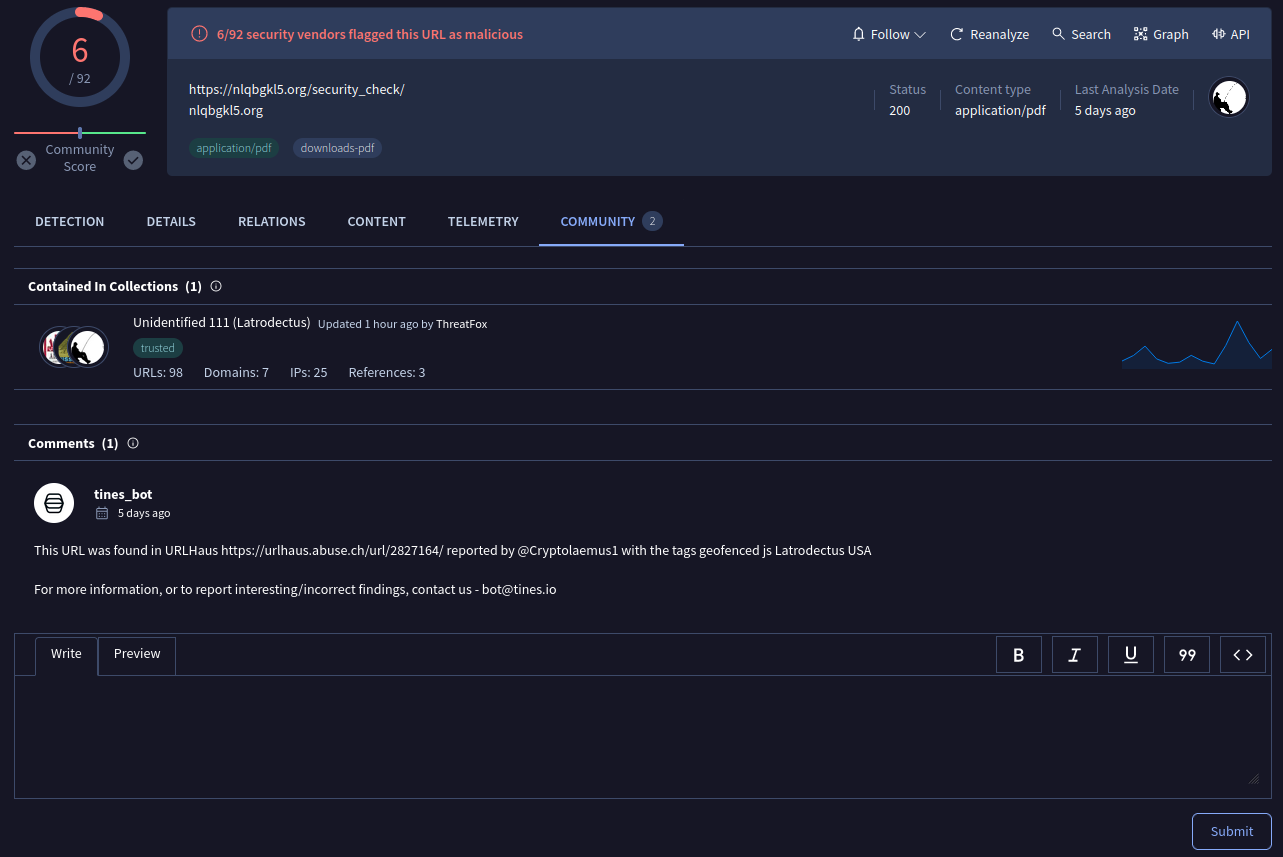 6
/ 92
Community
Score
6/92 security vendors flagged this URL as malicious
Follow
Reanalyze
Search
Graph
API
https://nlqbgkl5.org/security_check/
nlqbgkl5.org
application/pdf
downloads-pdf
Status
200
Content type
application/pdf
Last Analysis Date
5 days ago
DETECTION
DETAILS
RELATIONS
CONTENT
TELEMETRY
COMMUNITY 2
Contained In Collections (1)
Unidentified 111 (Latrodectus) Updated 1 hour ago by ThreatFox
trusted
URLs: 98 Domains: 7 IPs: 25 References: 3
Comments (1)
tines_bot
5 days ago
This URL was found in URLHaus https://urlhaus.abuse.ch/url/2827164/ reported by @Cryptolaemus1 with the tags geofenced js Latrodectus USA
For more information, or to report interesting/incorrect findings, contact us - bot@tines.io
Write
Preview
B
I
U
99
<>
Submit